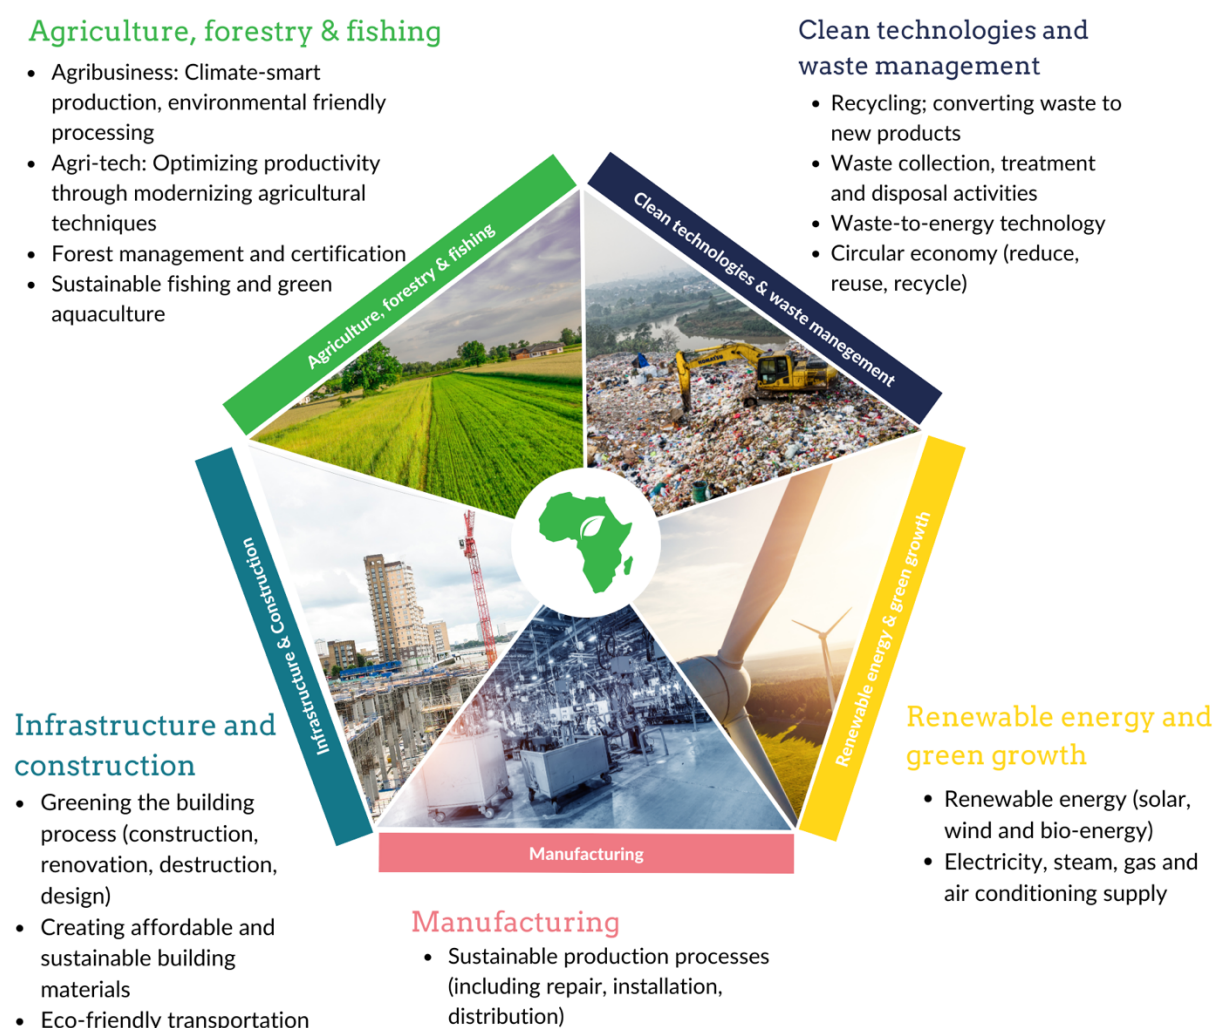 Agriculture, forestry & fishing
• Agribusiness: Climate-smart
production, environmental friendly
processing
• Agri-tech: Optimizing productivity
through modernizing agricultural
techniques
• Forest management and certification
• Sustainable fishing and green
aquaculture
Clean technologies and
waste management
• Recycling; converting waste to
new products
• Waste collection, treatment
and disposal activities
• Waste-to-energy technology
• Circular economy (reduce,
reuse, recycle)
Agriculture, forestry & fishing
Clean technologies & waste manegement
KOMATSU
Infrastructure & Construction
Renewable energy & green growth
Manufacturing
Infrastructure and
construction
• Greening the building
process (construction,
renovation, destruction,
design)
• Creating affordable and
sustainable building
materials
• Eco-friendly transportation
Manufacturing
• Sustainable production processes
(including repair, installation,
distribution)
Renewable energy and
green growth
• Renewable energy (solar,
wind and bio-energy)
• Electricity, steam, gas and
air conditioning supply